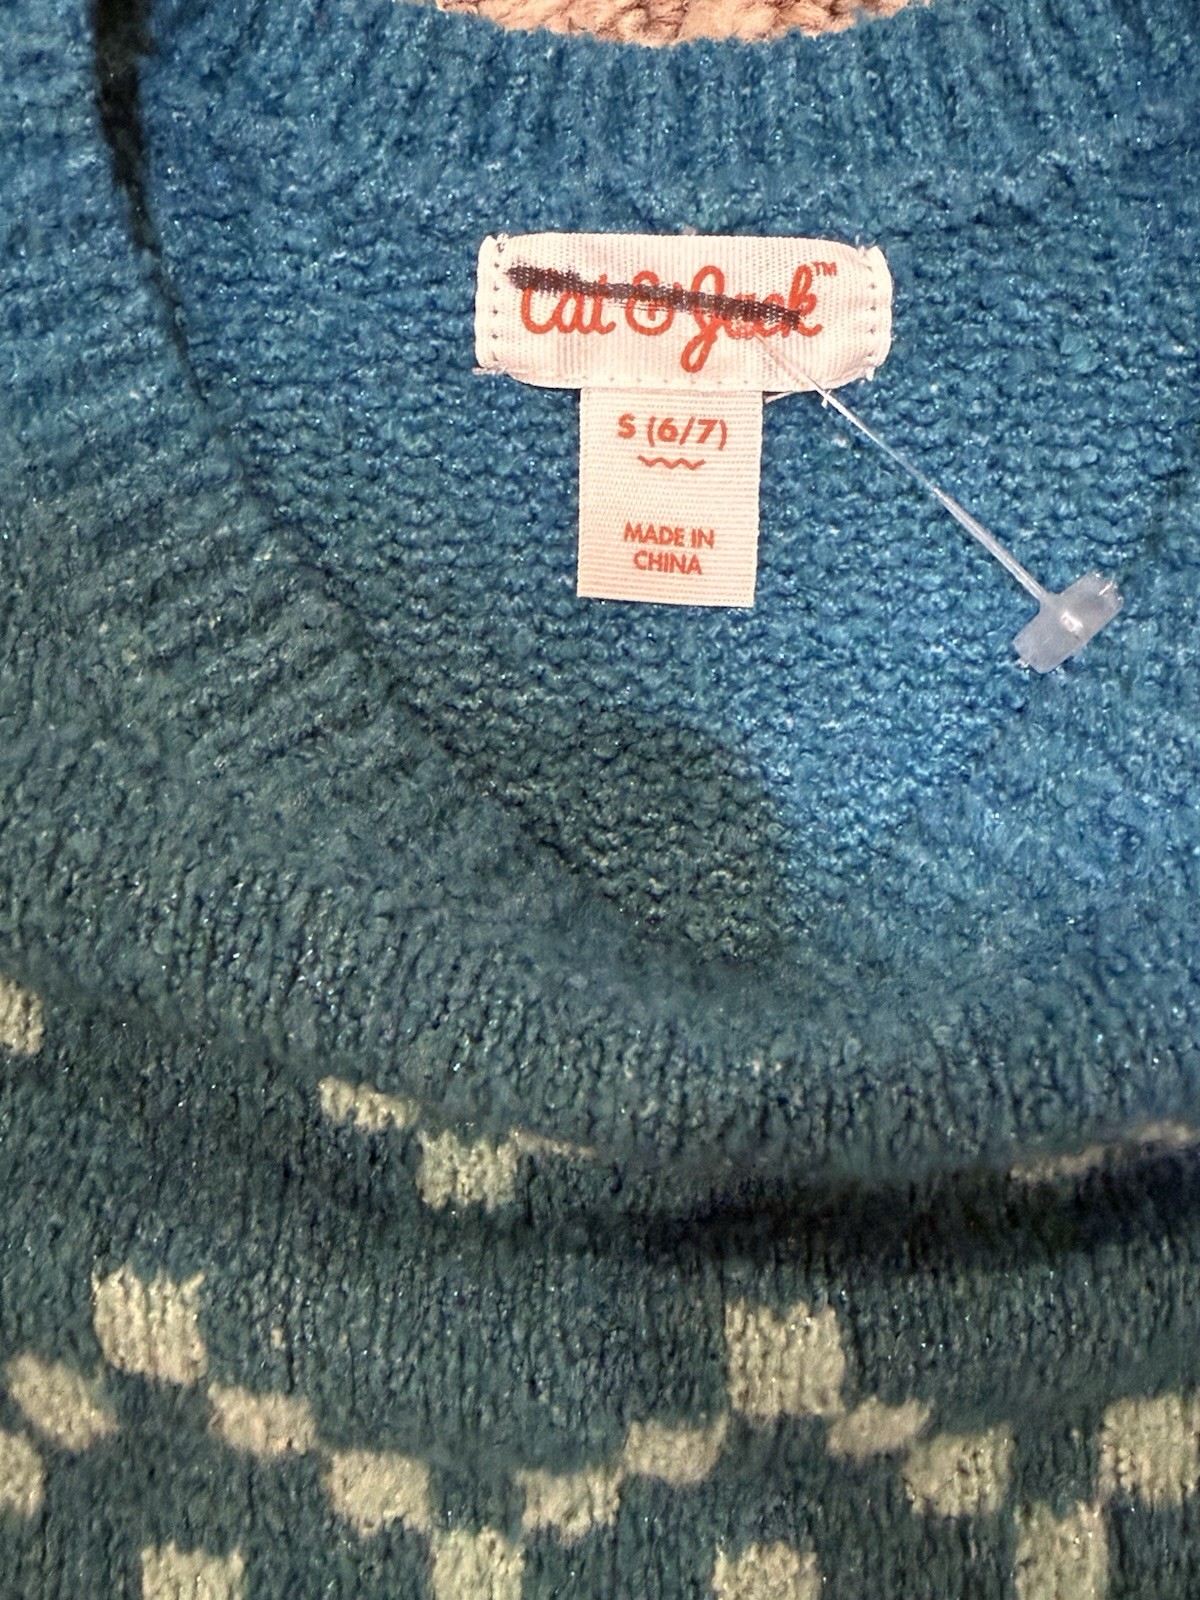 Cat & Jack™
S (6/7)
MADE IN
CHINA